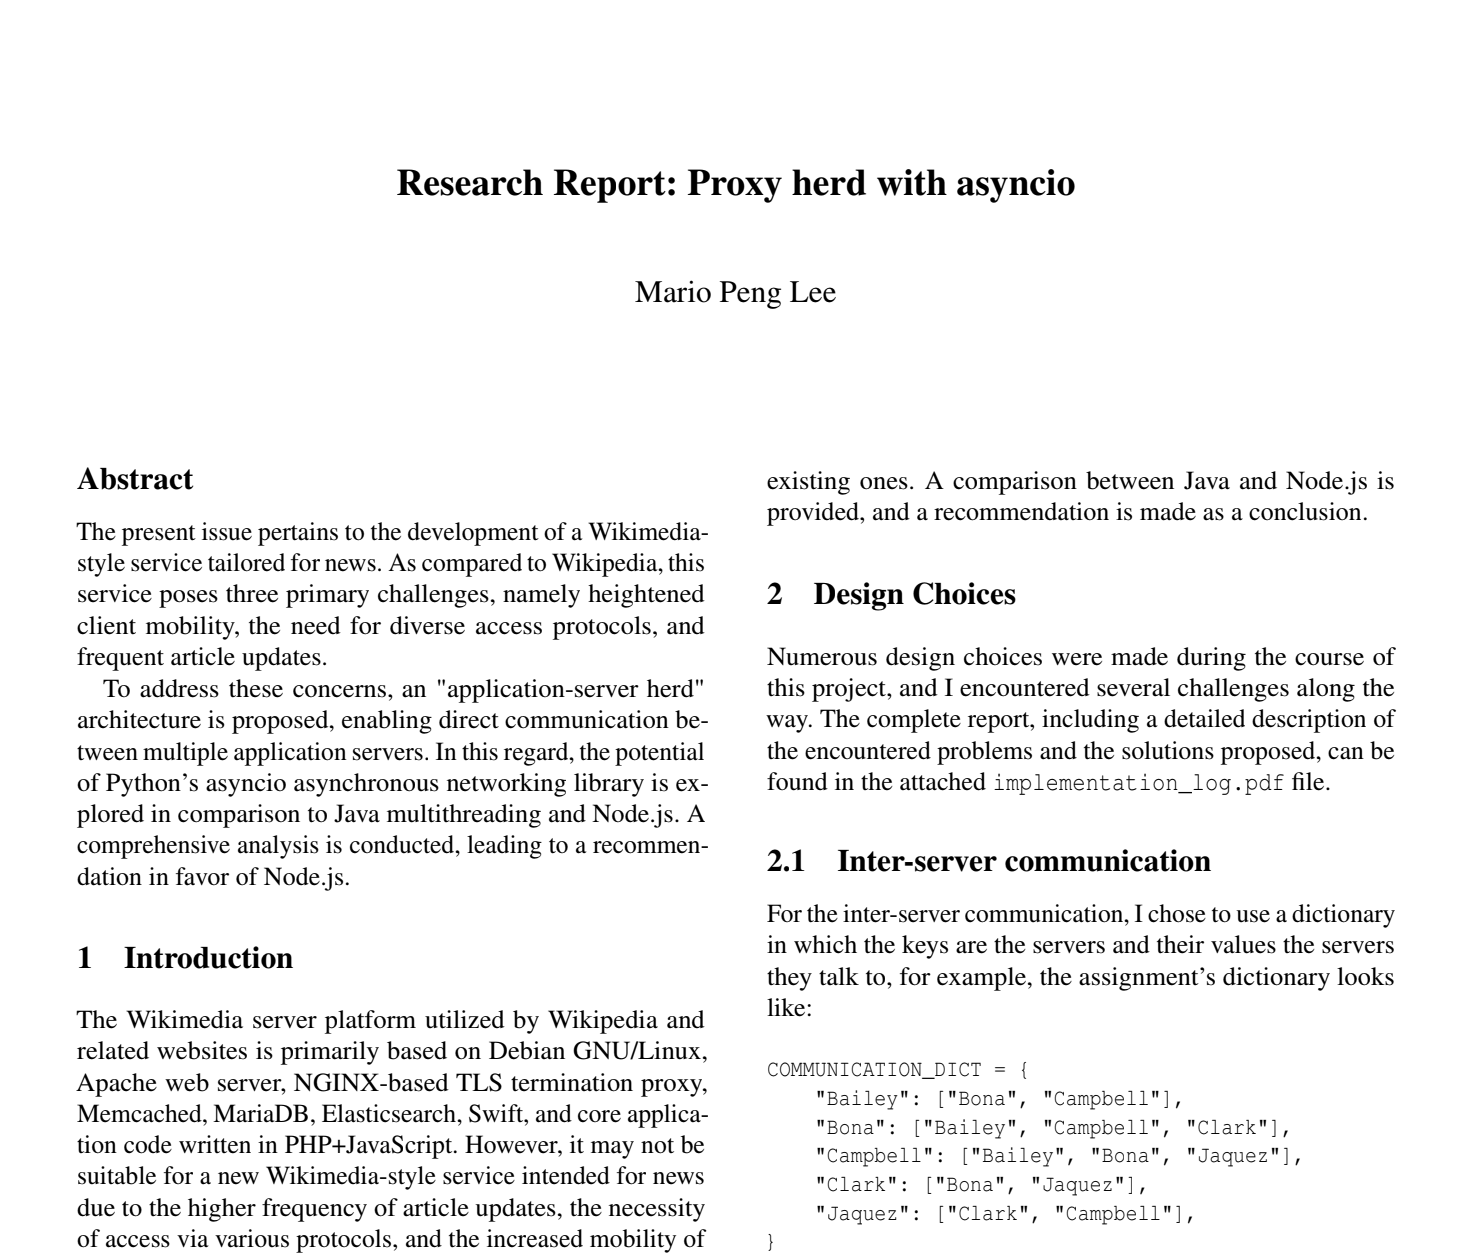 Research Report: Proxy herd with asyncio
Mario Peng Lee
Abstract
The present issue pertains to the development of a Wikimedia-
style service tailored for news. As compared to Wikipedia, this
service poses three primary challenges, namely heightened
client mobility, the need for diverse access protocols, and
frequent article updates.
To address these concerns, an "application-server herd"
architecture is proposed, enabling direct communication be-
tween multiple application servers. In this regard, the potential
of Python's asyncio asynchronous networking library is ex-
plored in comparison to Java multithreading and Node.js. A
comprehensive analysis is conducted, leading to a recommen-
dation in favor of Node.js.
1 Introduction
The Wikimedia server platform utilized by Wikipedia and
related websites is primarily based on Debian GNU/Linux,
Apache web server, NGINX-based TLS termination proxy,
Memcached, MariaDB, Elasticsearch, Swift, and core applica-
tion code written in PHP+JavaScript. However, it may not be
suitable for a new Wikimedia-style service intended for news
due to the higher frequency of article updates, the necessity
of access via various protocols, and the increased mobility of
existing ones. A comparison between Java and Node.js is
provided, and a recommendation is made as a conclusion.
2 Design Choices
Numerous design choices were made during the course of
this project, and I encountered several challenges along the
way. The complete report, including a detailed description of
the encountered problems and the solutions proposed, can be
found in the attached implementation_log.pdf file.
2.1 Inter-server communication
For the inter-server communication, I chose to use a dictionary
in which the keys are the servers and their values the servers
they talk to, for example, the assignment's dictionary looks
like:
COMMUNICATION_DICT = {
    "Bailey": ["Bona", "Campbell"],
    "Bona": ["Bailey", "Campbell", "Clark"],
    "Campbell": ["Bailey", "Bona", "Jaquez"],
    "Clark": ["Bona", "Jaquez"],
    "Jaquez": ["Clark", "Campbell"],
}